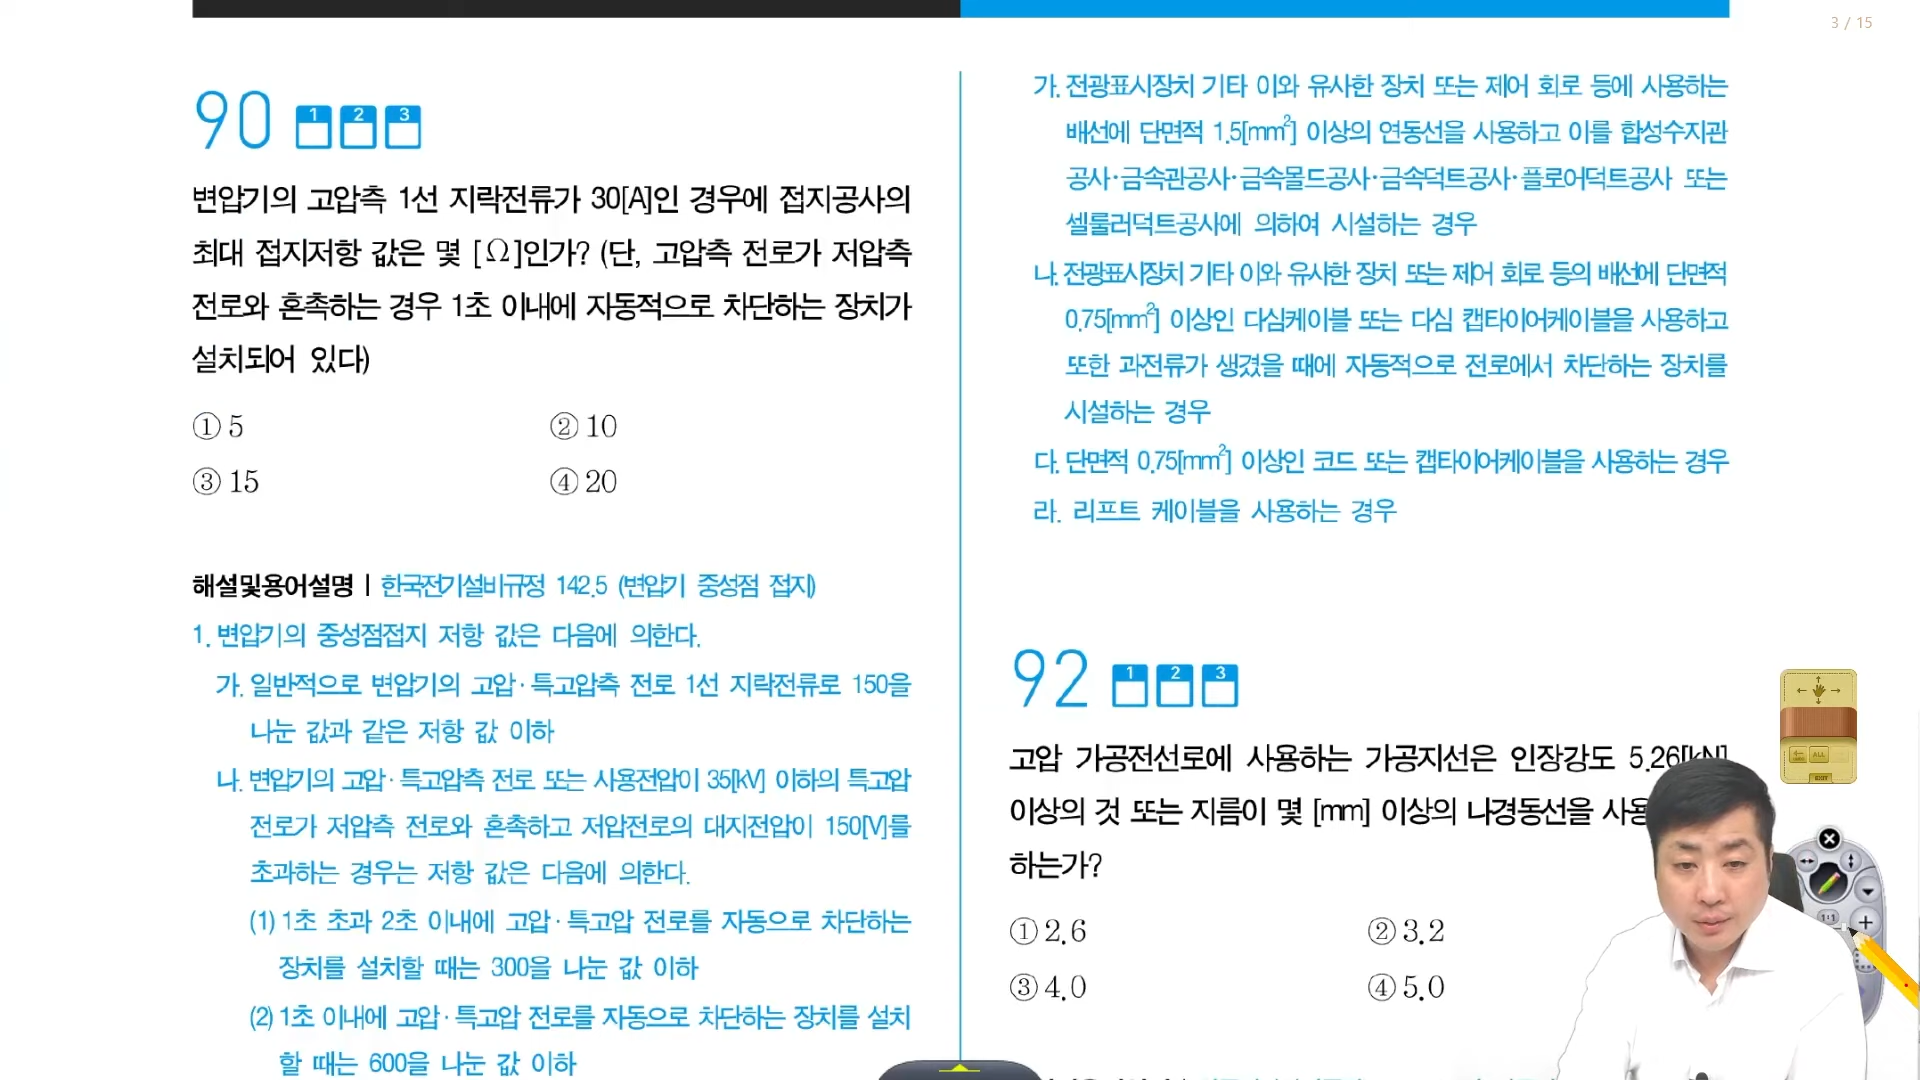 3 / 15
90 1 2 3
변압기의 고압측 1선 지락전류가 30[A]인 경우에 접지공사의
최대 접지저항 값은 몇 [Ω]인가? (단, 고압측 전로가 저압측
전로와 혼촉하는 경우 1초 이내에 자동적으로 차단하는 장치가
설치되어 있다)
① 5 ② 10
③ 15 ④ 20
해설및용어설명 | 한국전기설비규정 142.5 (변압기 중성점 접지)
1. 변압기의 중성점접지 저항 값은 다음에 의한다.
가. 일반적으로 변압기의 고압·특고압측 전로 1선 지락전류로 150을
나눈 값과 같은 저항 값 이하
나. 변압기의 고압·특고압측 전로 또는 사용전압이 35[kV] 이하의 특고압
전로가 저압측 전로와 혼촉하고 저압전로의 대지전압이 150[V]를
초과하는 경우는 저항 값은 다음에 의한다.
(1) 1초 초과 2초 이내에 고압·특고압 전로를 자동으로 차단하는
장치를 설치할 때는 300을 나눈 값 이하
(2) 1초 이내에 고압·특고압 전로를 자동으로 차단하는 장치를 설치
할 때는 600을 나눈 값 이하
가. 전광표시장치 기타 이와 유사한 장치 또는 제어 회로 등에 사용하는
배선에 단면적 1.5[mm²] 이상의 연동선을 사용하고 이를 합성수지관
공사·금속관공사·금속몰드공사·금속덕트공사·플로어덕트공사 또는
셀룰러덕트공사에 의하여 시설하는 경우
나. 전광표시장치 기타 이와 유사한 장치 또는 제어 회로 등의 배선에 단면적
0.75[mm²] 이상인 다심케이블 또는 다심 캡타이어케이블을 사용하고
또한 과전류가 생겼을 때에 자동적으로 전로에서 차단하는 장치를
시설하는 경우
다. 단면적 0.75[mm²] 이상인 코드 또는 캡타이어케이블을 사용하는 경우
라. 리프트 케이블을 사용하는 경우
92 1 2 3
고압 가공전선로에 사용하는 가공지선은 인장강도 5.26[kN]
이상의 것 또는 지름이 몇 [mm] 이상의 나경동선을 사용
하는가?
① 2.6 ② 3.2
③ 4.0 ④ 5.0
ALL
EXIT
1:1